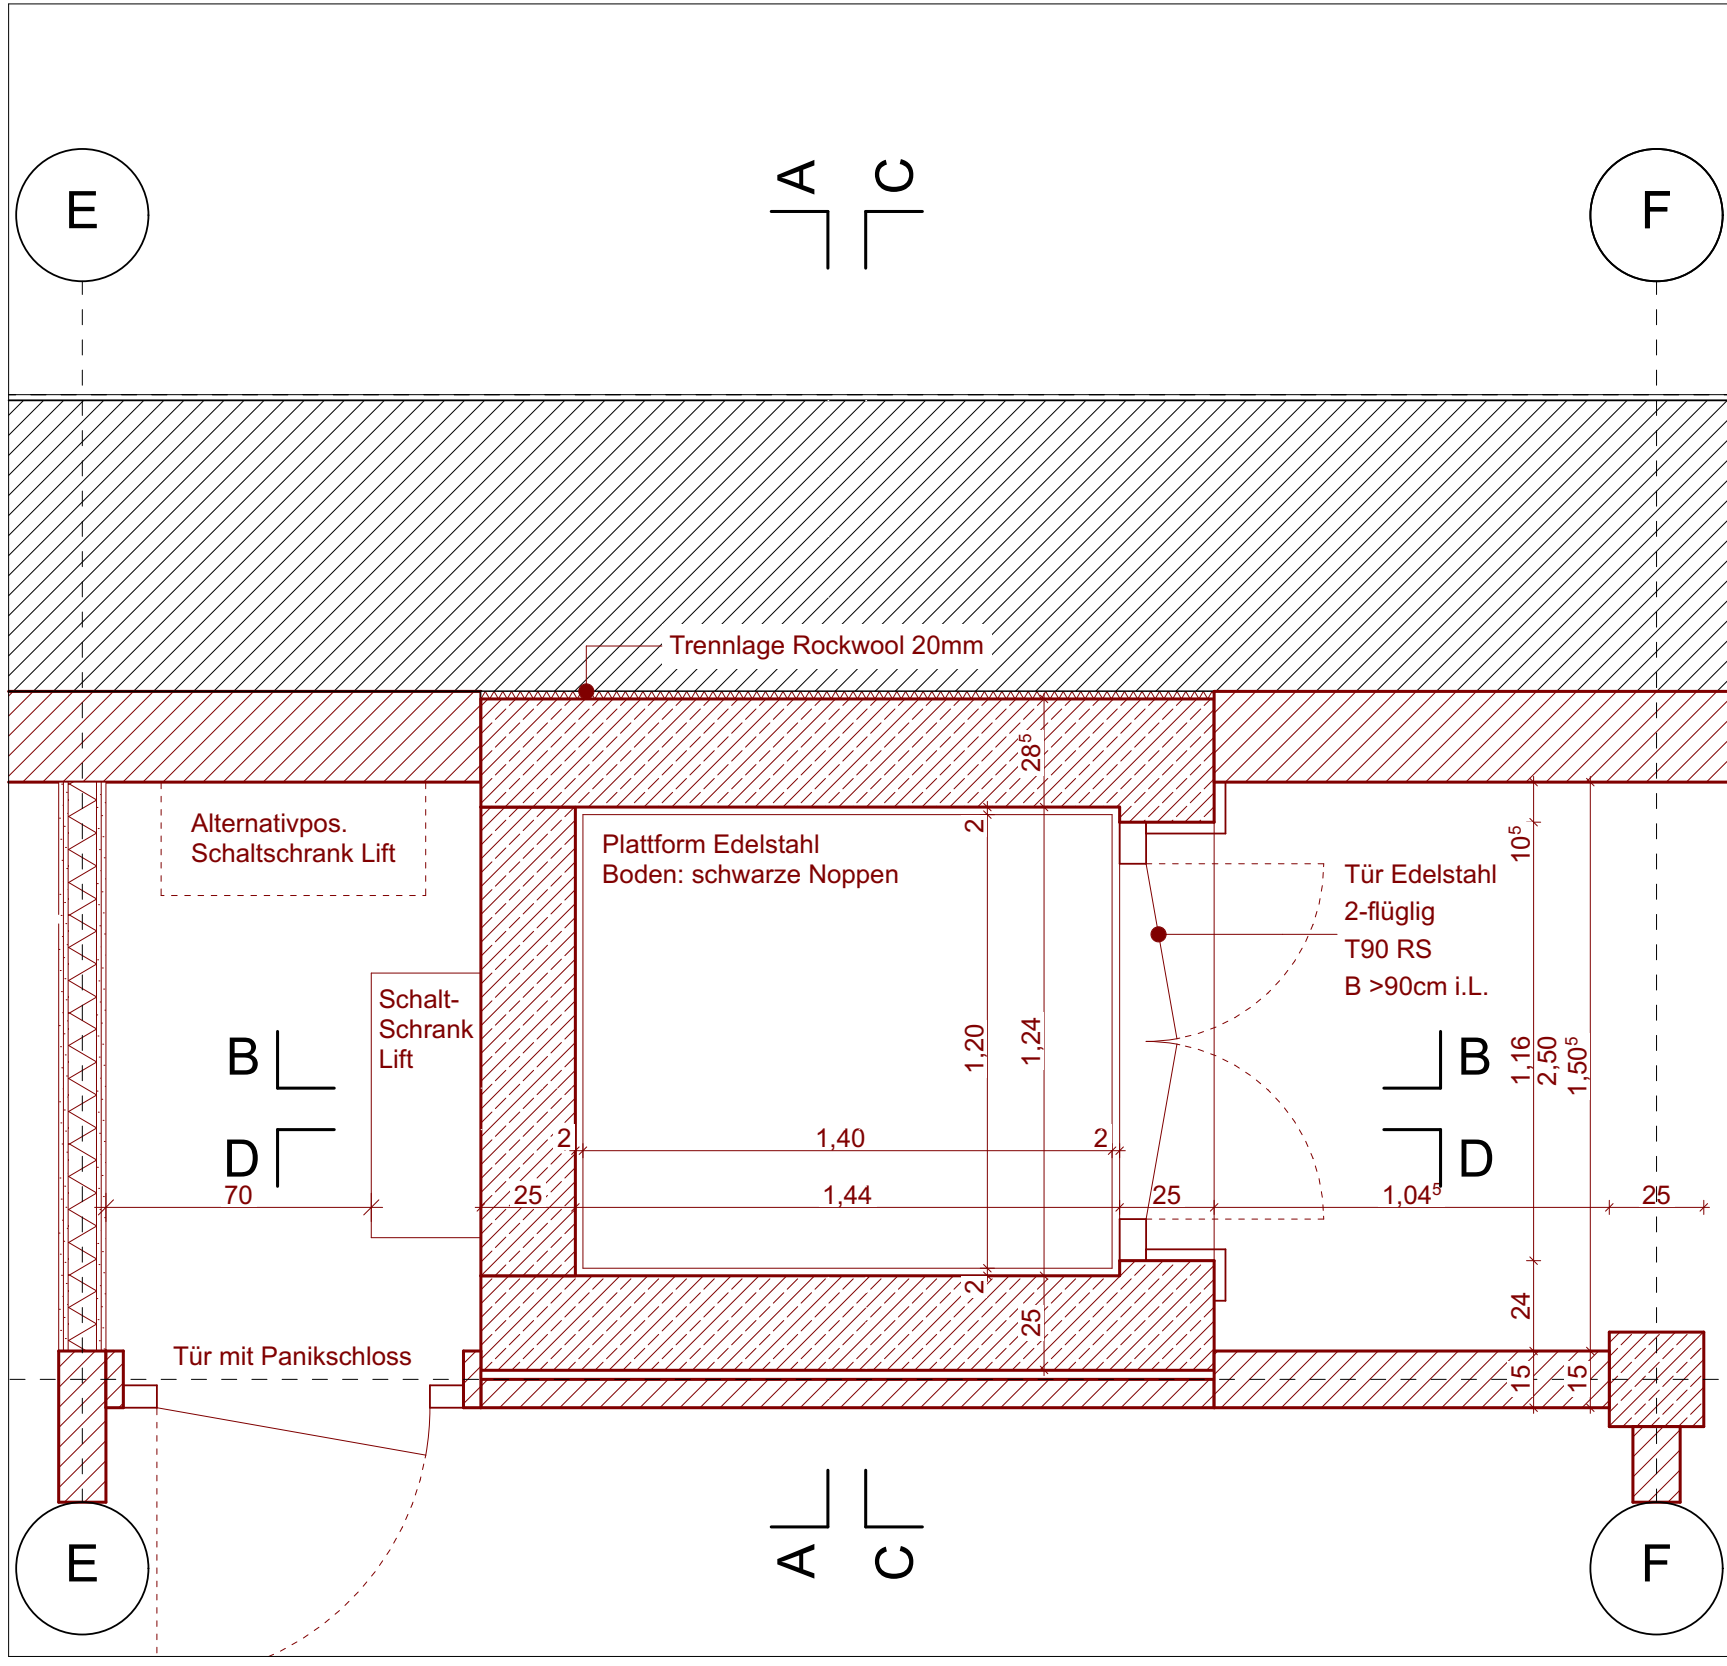 E
A
C
F
Trennlage Rockwool 20mm
28⁵
Alternativpos.
Schaltschrank Lift
2
Plattform Edelstahl
Boden: schwarze Noppen
10⁵
Tür Edelstahl
2-flüglig
T90 RS
B >90cm i.L.
Schalt-
Schrank
Lift
B
1,20
1,24
1,16
2,50
1,50⁵
B
D
2
1,40
2
D
70
25
1,44
25
1,04⁵
25
2
25
24
Tür mit Panikschloss
15
15
E
A
C
F